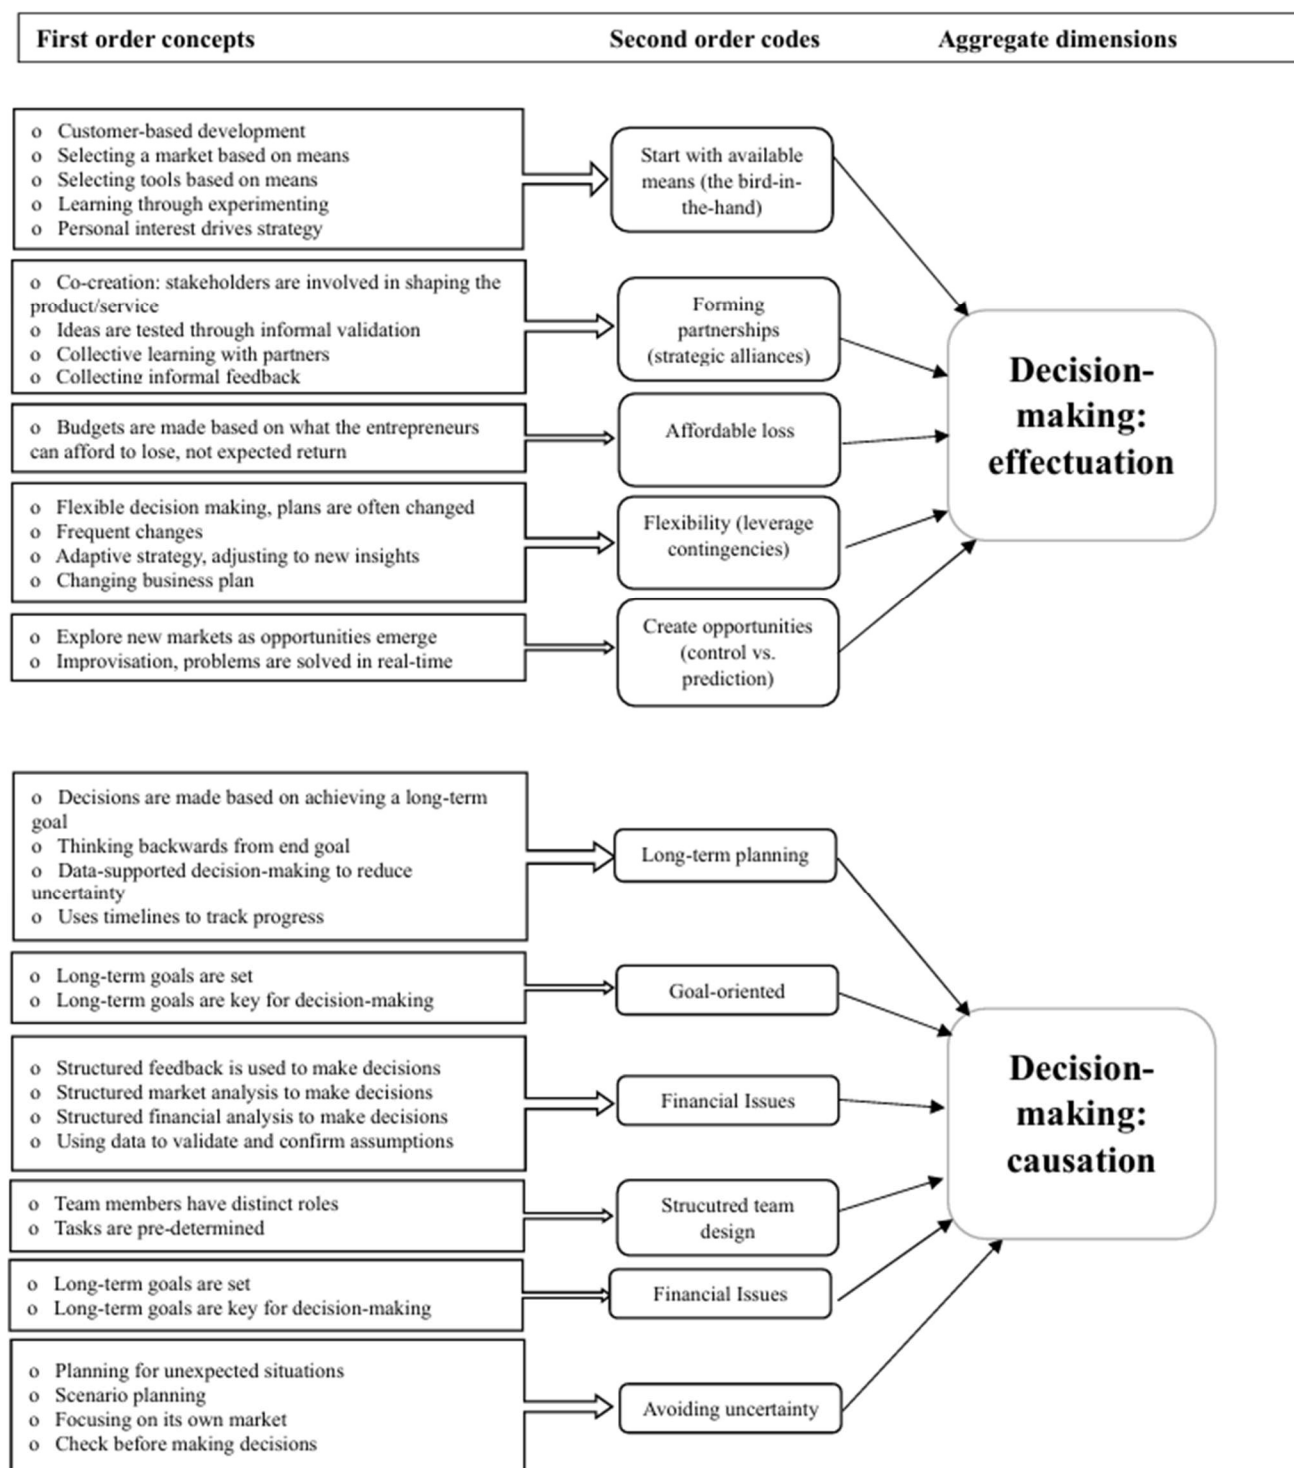 First order concepts Second order codes Aggregate dimensions
o Customer-based development
o Selecting a market based on means
o Selecting tools based on means
o Learning through experimenting
o Personal interest drives strategy
Start with available
means (the bird-in-
the-hand)
o Co-creation: stakeholders are involved in shaping the
product/service
o Ideas are tested through informal validation
o Collective learning with partners
o Collecting informal feedback
Forming
partnerships
(strategic alliances)
o Budgets are made based on what the entrepreneurs
can afford to lose, not expected return
Affordable loss
o Flexible decision making, plans are often changed
o Frequent changes
o Adaptive strategy, adjusting to new insights
o Changing business plan
Flexibility (leverage
contingencies)
o Explore new markets as opportunities emerge
o Improvisation, problems are solved in real-time
Create opportunities
(control vs.
prediction)
Decision-
making:
effectuation
o Decisions are made based on achieving a long-term
goal
o Thinking backwards from end goal
o Data-supported decision-making to reduce
uncertainty
o Uses timelines to track progress
Long-term planning
o Long-term goals are set
o Long-term goals are key for decision-making
Goal-oriented
o Structured feedback is used to make decisions
o Structured market analysis to make decisions
o Structured financial analysis to make decisions
o Using data to validate and confirm assumptions
Financial Issues
o Team members have distinct roles
o Tasks are pre-determined
Strucutred team
design
o Long-term goals are set
o Long-term goals are key for decision-making
Financial Issues
o Planning for unexpected situations
o Scenario planning
o Focusing on its own market
o Check before making decisions
Avoiding uncertainty
Decision-
making:
causation